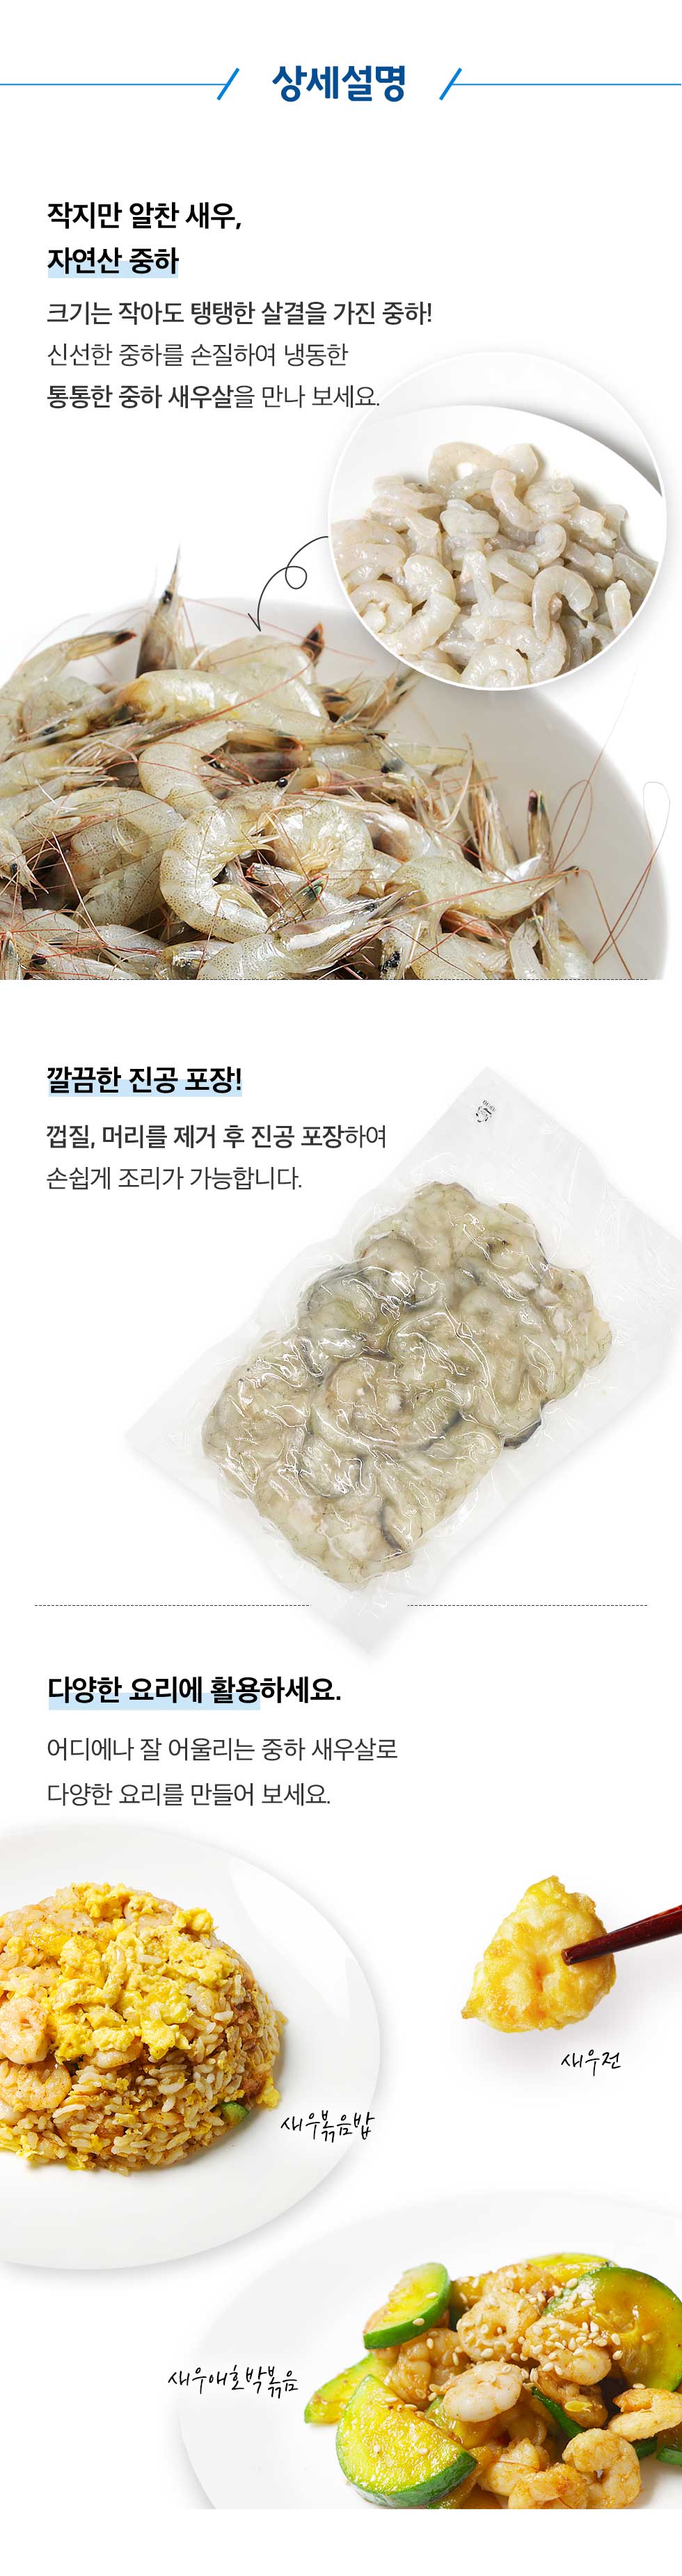 상세설명
작지만 알찬 새우,
자연산 중하
크기는 작아도 탱탱한 살결을 가진 중하!
신선한 중하를 손질하여 냉동한
통통한 중하 새우살을 만나 보세요.
깔끔한 진공 포장!
껍질, 머리를 제거 후 진공 포장하여
손쉽게 조리가 가능합니다.
다양한 요리에 활용하세요.
어디에나 잘 어울리는 중하 새우살로
다양한 요리를 만들어 보세요.
새우전
새우볶음밥
새우애호박볶음